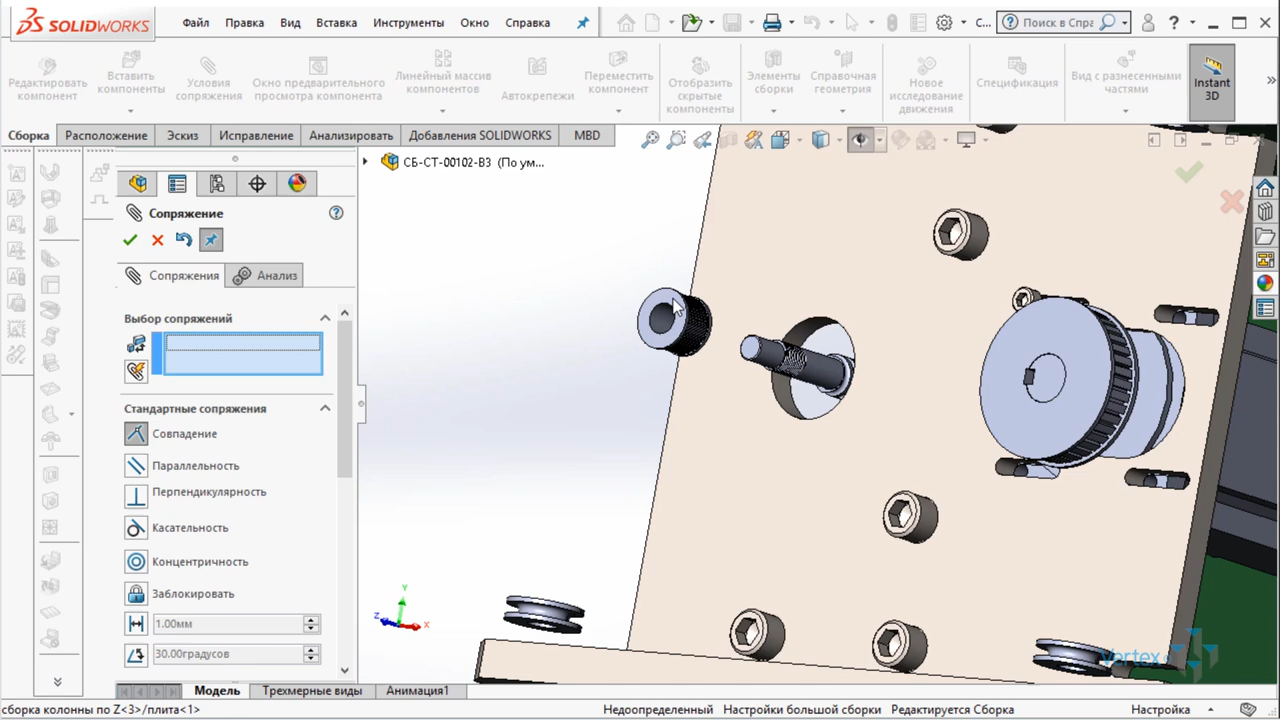 SOLIDWORKS
Файл Правка Вид Вставка Инструменты Окно Справка
С... Поиск в Спра
Редактировать компонент
Вставить компоненты
Условия сопряжения
Окно предварительного просмотра компонента
Линейный массив компонентов
Автокрепежи
Переместить компонент
Отобразить скрытые компоненты
Элементы сборки
Справочная геометрия
Новое исследование движения
Спецификация
Вид с разнесенными частями
Instant 3D
Сборка Расположение Эскиз Исправление Анализировать Добавления SOLIDWORKS MBD
СБ-СТ-00102-В3 (По ум...
Сопряжение
Сопряжения Анализ
Выбор сопряжений
Стандартные сопряжения
Совпадение
Параллельность
Перпендикулярность
Касательность
Концентричность
Заблокировать
1.00мм
30.00градусов
Y
Z
X
Vertex
Модель Трехмерные виды Анимация1
сборка колонны по Z<3>/плита<1>
Недоопределенный Настройки большой сборки Редактируется Сборка Настройка